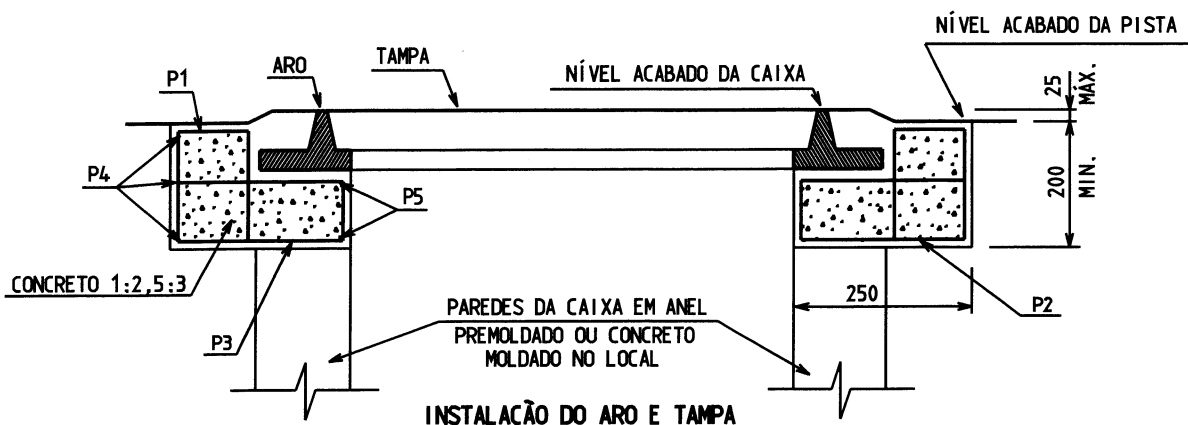 NÍVEL ACABADO DA PISTA
TAMPA
ARO
NÍVEL ACABADO DA CAIXA
P1
25
MÁX.
P4
P5
200
MIN.
CONCRETO 1:2,5:3
250
P2
P3
PAREDES DA CAIXA EM ANEL
PREMOLDADO OU CONCRETO
MOLDADO NO LOCAL
INSTALAÇÃO DO ARO E TAMPA